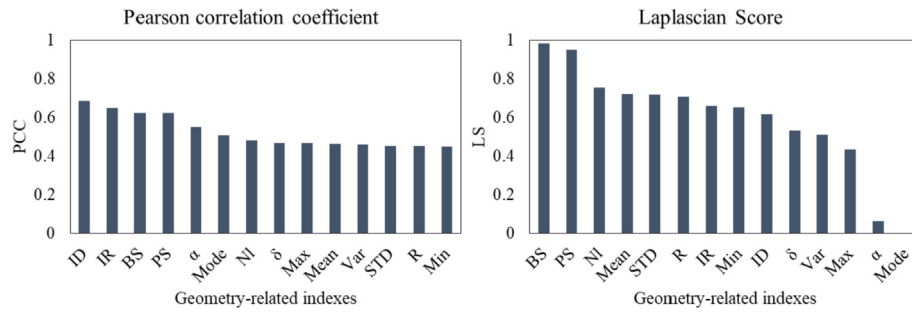 Pearson correlation coefficient
1
0.8
0.6
0.4
0.2
0
PCC
ID IR BS PS α Mode NI δ Max Mean Var STD R Min
Geometry-related indexes
Laplascian Score
1
0.8
0.6
0.4
0.2
0
LS
BS PS NI Mean STD R IR Min ID δ Var Max α Mode
Geometry-related indexes